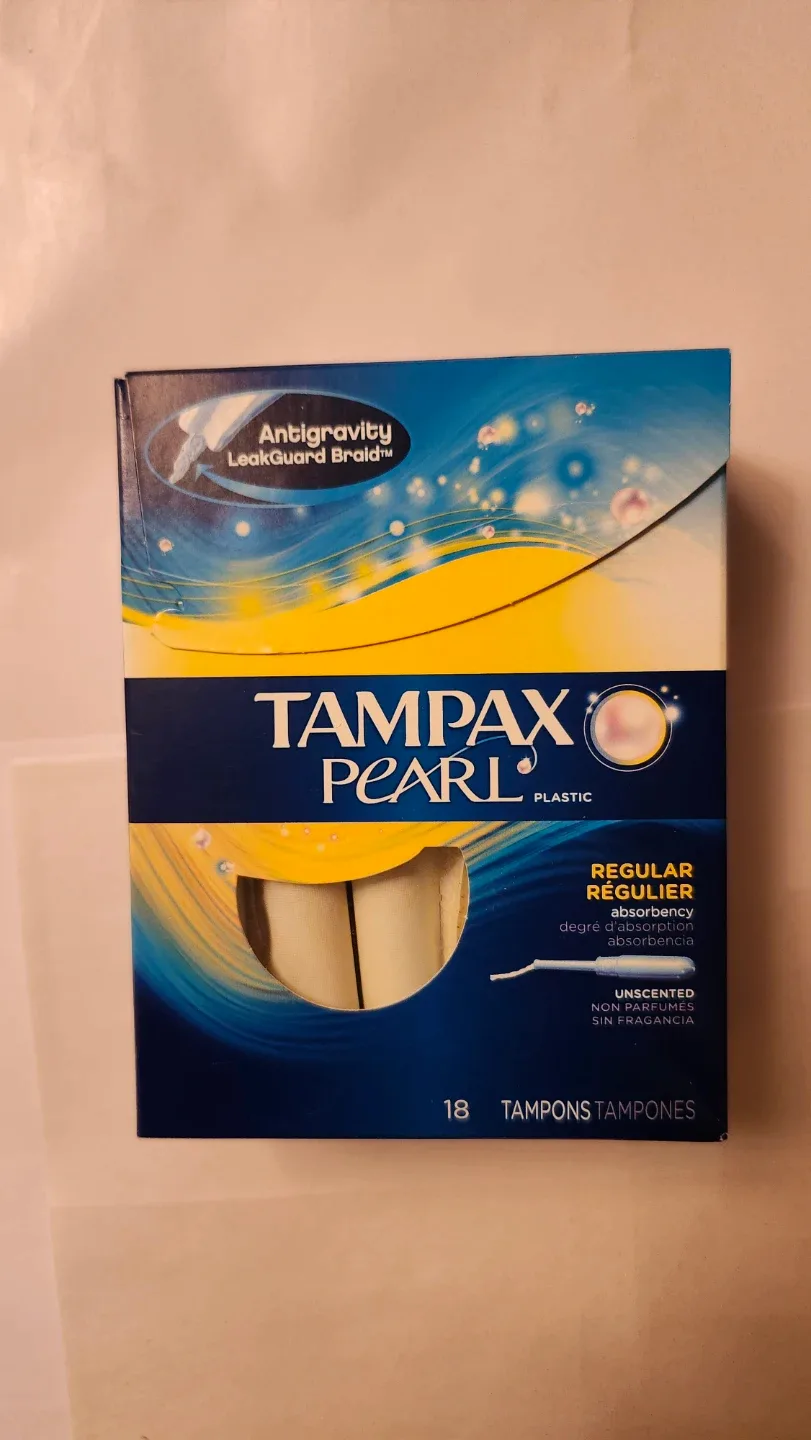 Antigravity
LeakGuard Braid™
TAMPAX
PEARL PLASTIC
REGULAR
RÉGULIER
absorbency
degré d'absorption
absorbencia
UNSCENTED
NON PARFUMÉS
SIN FRAGANCIA
18 TAMPONS TAMPONES